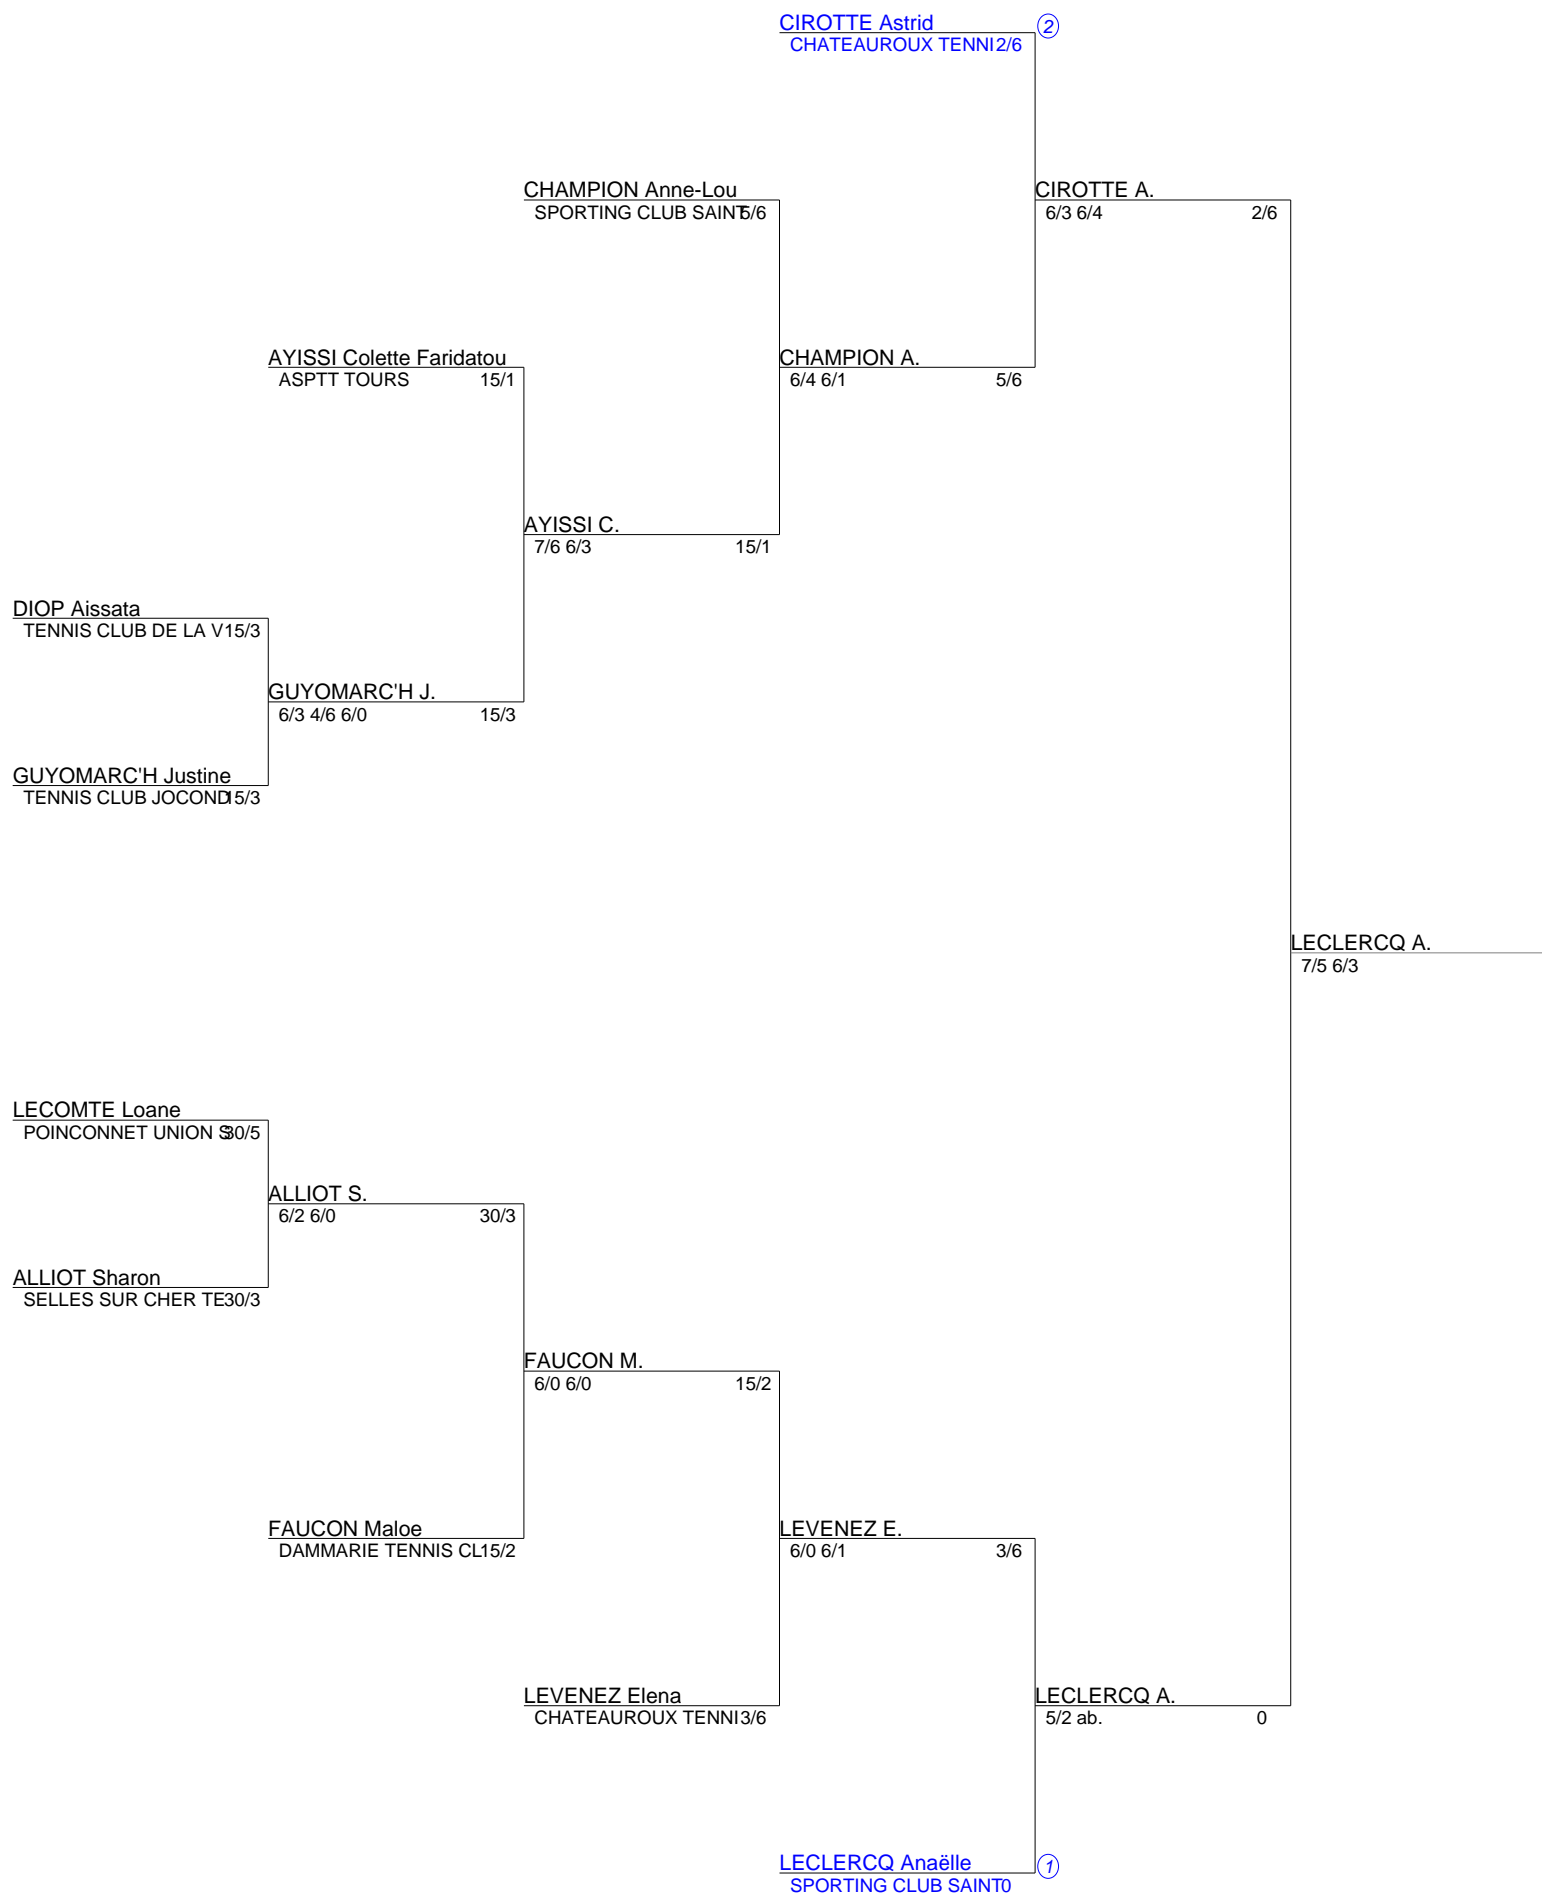 CIROTTE Astrid 2
CHATEAUROUX TENNI2/6
CHAMPION Anne-Lou CIROTTE A.
SPORTING CLUB SAINT 5/6 6/3 6/4 2/6
AYISSI Colette Faridatou CHAMPION A.
ASPTT TOURS 15/1 6/4 6/1 5/6
AYISSI C.
7/6 6/3 15/1
DIOP Aissata
TENNIS CLUB DE LA V15/3
GUYOMARC'H J.
6/3 4/6 6/0 15/3
GUYOMARC'H Justine
TENNIS CLUB JOCOND 15/3
LECLERCQ A.
7/5 6/3
LECOMTE Loane
POINCONNET UNION S 30/5
ALLIOT S.
6/2 6/0 30/3
ALLIOT Sharon
SELLES SUR CHER TE30/3
FAUCON M.
6/0 6/0 15/2
FAUCON Maloe LEVENEZ E.
DAMMARIE TENNIS CL15/2 6/0 6/1 3/6
LEVENEZ Elena LECLERCQ A.
CHATEAUROUX TENNI3/6 5/2 ab. 0
LECLERCQ Anaëlle 1
SPORTING CLUB SAINT0